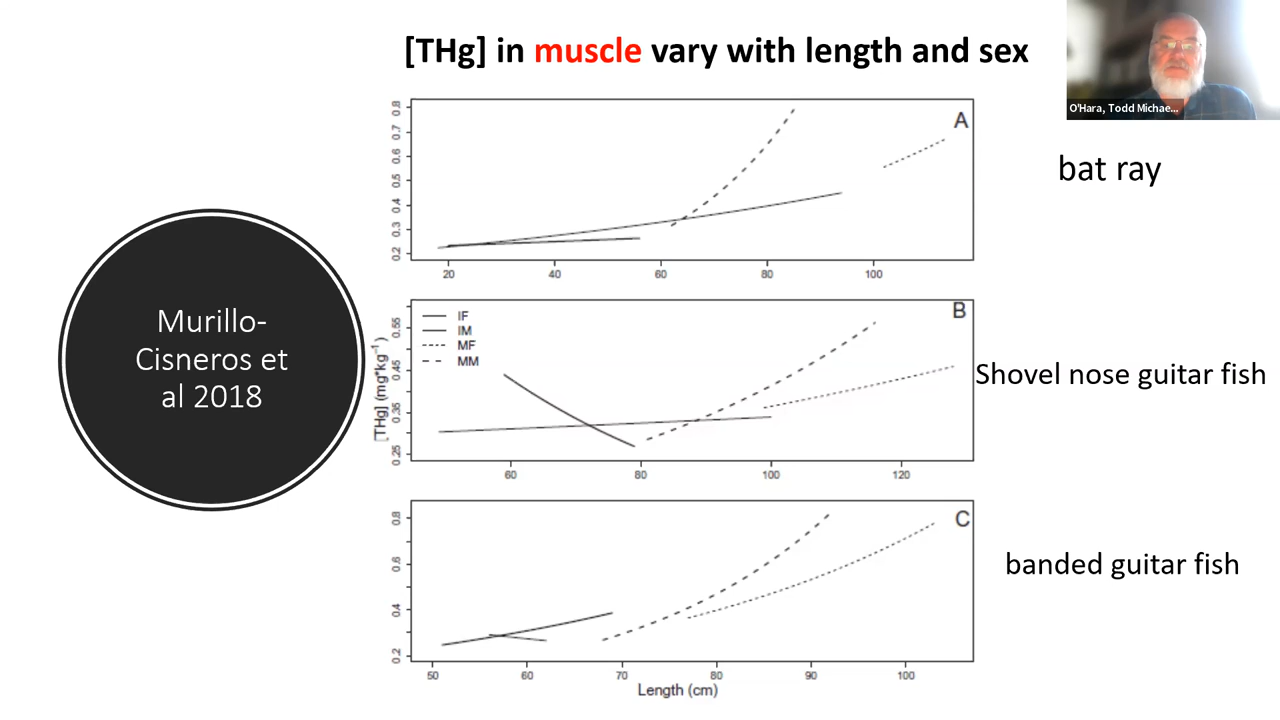 [THg] in muscle vary with length and sex
O'Hara, Todd Michae...
A
0.2 0.3 0.4 0.5 0.6 0.7 0.8
20 40 60 80 100
bat ray
Murillo-
Cisneros et
al 2018
B
IF
IM
MF
MM
[THg] (mg*kg⁻¹)
0.25 0.35 0.45 0.55
60 80 100 120
Shovel nose guitar fish
C
0.2 0.4 0.6 0.8
50 60 70 80 90 100
Length (cm)
banded guitar fish